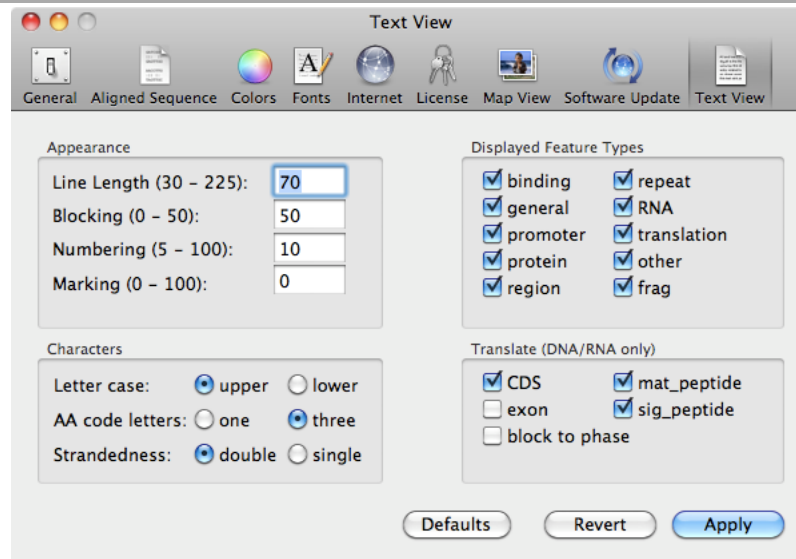 Text View
General Aligned Sequence Colors Fonts Internet License Map View Software Update Text View
Appearance
Line Length (30 – 225): 70
Blocking (0 – 50): 50
Numbering (5 – 100): 10
Marking (0 – 100): 0
Displayed Feature Types
binding repeat
general RNA
promoter translation
protein other
region frag
Characters
Letter case: upper lower
AA code letters: one three
Strandedness: double single
Translate (DNA/RNA only)
CDS mat_peptide
exon sig_peptide
block to phase
Defaults Revert Apply